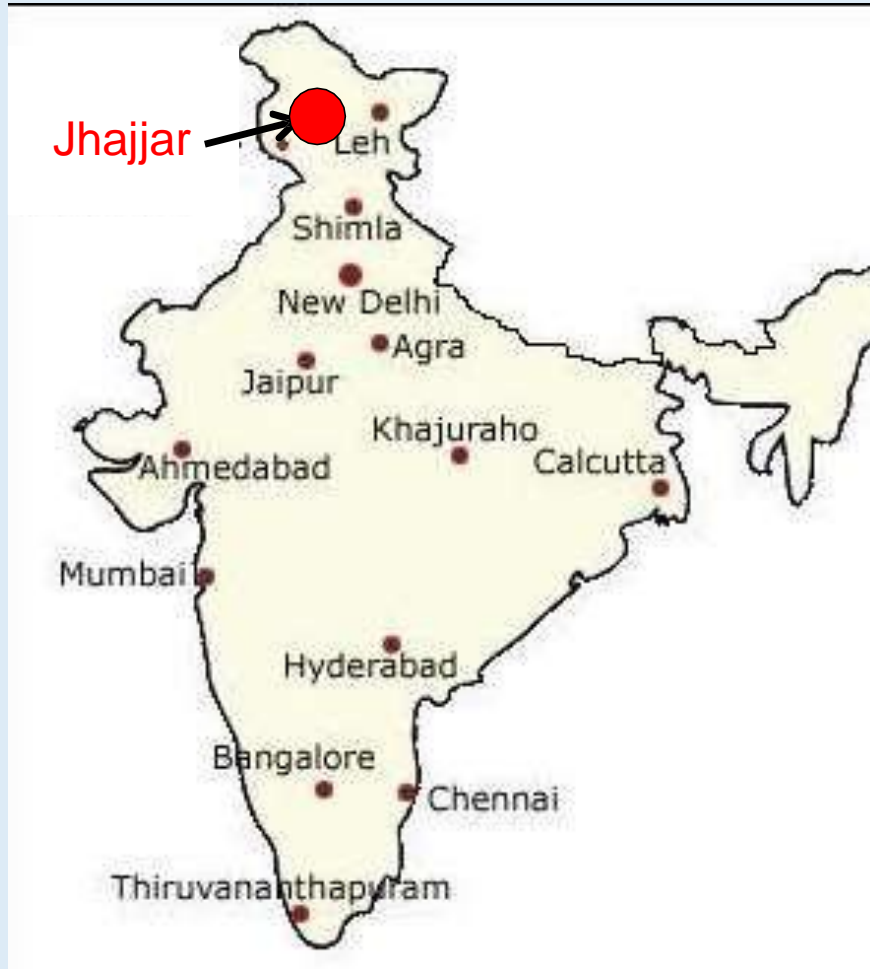 Jhajjar
Leh
Shimla
New Delhi
Agra
Jaipur
Khajuraho
Calcutta
Ahmedabad
Mumbai
Hyderabad
Bangalore
Chennai
Thiruvananthapuram